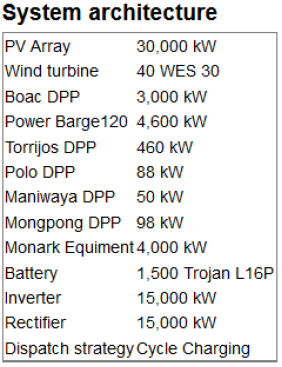 System architecture
PV Array 30,000 kW
Wind turbine 40 WES 30
Boac DPP 3,000 kW
Power Barge120 4,600 kW
Torrijos DPP 460 kW
Polo DPP 88 kW
Maniwaya DPP 50 kW
Mongpong DPP 98 kW
Monark Equiment 4,000 kW
Battery 1,500 Trojan L16P
Inverter 15,000 kW
Rectifier 15,000 kW
Dispatch strategy Cycle Charging